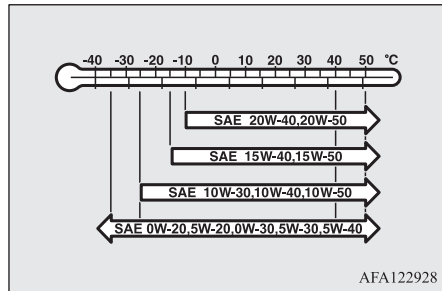 -40 -30 -20 -10 0 10 20 30 40 50 °C
SAE 20W-40,20W-50
SAE 15W-40,15W-50
SAE 10W-30,10W-40,10W-50
SAE 0W-20,5W-20,0W-30,5W-30,5W-40
AFA122928